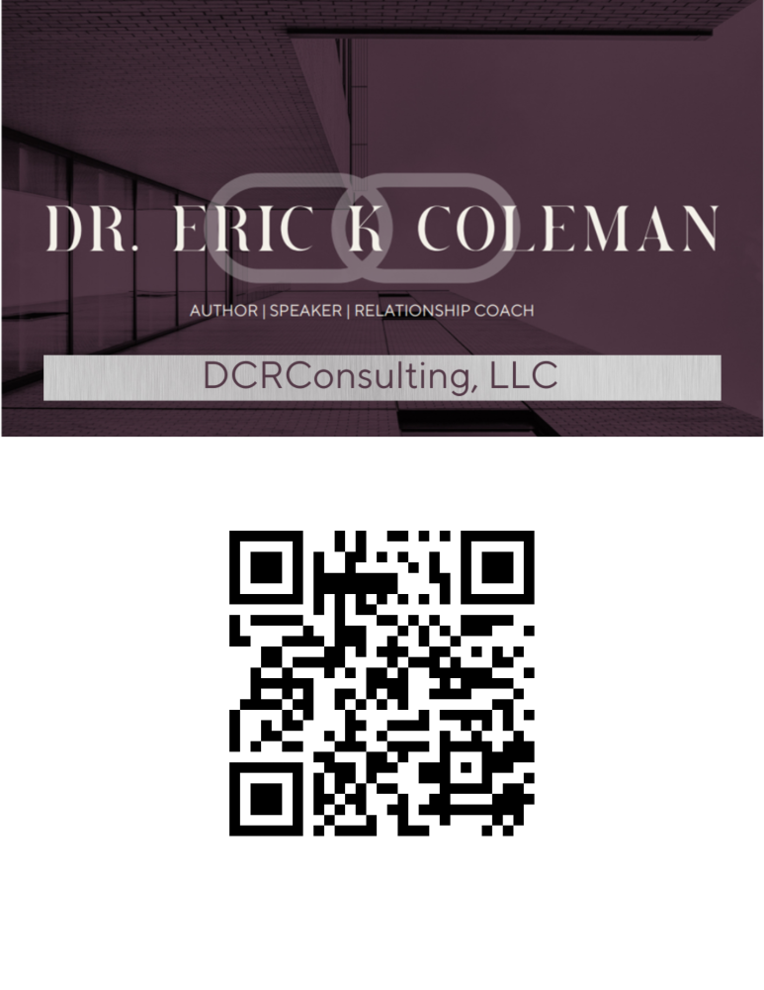 DR. ERIC K COLEMAN
AUTHOR | SPEAKER | RELATIONSHIP COACH
DCRConsulting, LLC